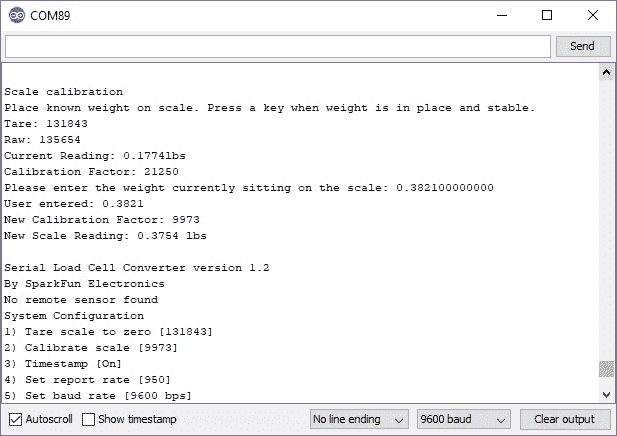 COM89
Send
Scale calibration
Place known weight on scale. Press a key when weight is in place and stable.
Tare: 131843
Raw: 135654
Current Reading: 0.1774lbs
Calibration Factor: 21250
Please enter the weight currently sitting on the scale: 0.382100000000
User entered: 0.3821
New Calibration Factor: 9973
New Scale Reading: 0.3754 lbs
Serial Load Cell Converter version 1.2
By SparkFun Electronics
No remote sensor found
System Configuration
1) Tare scale to zero [131843]
2) Calibrate scale [9973]
3) Timestamp [On]
4) Set report rate [950]
5) Set baud rate [9600 bps]
Autoscroll Show timestamp No line ending 9600 baud Clear output